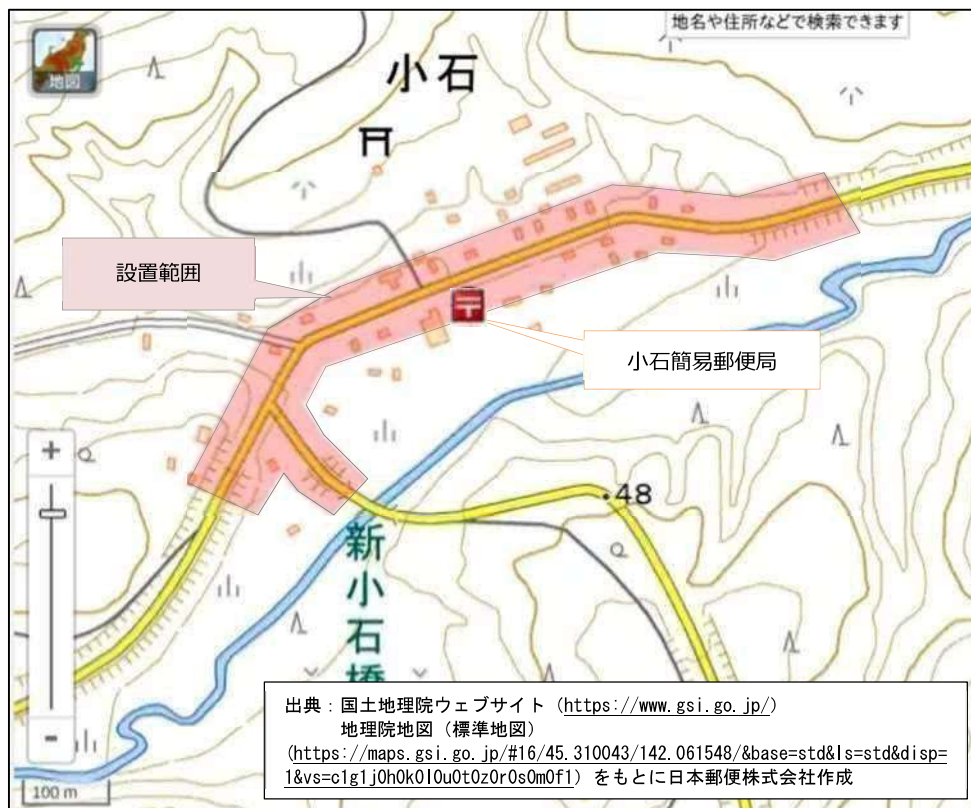 地名や住所などで検索できます
地図
小石
設置範囲
〒
小石簡易郵便局
+
・48
新小石橋
-
100 m
出典：国土地理院ウェブサイト（https://www.gsi.go.jp/）
地理院地図（標準地図）
（https://maps.gsi.go.jp/#16/45.310043/142.061548/&base=std&ls=std&disp=
1&vs=c1g1j0h0k0l0u0t0z0r0s0m0f1）をもとに日本郵便株式会社作成